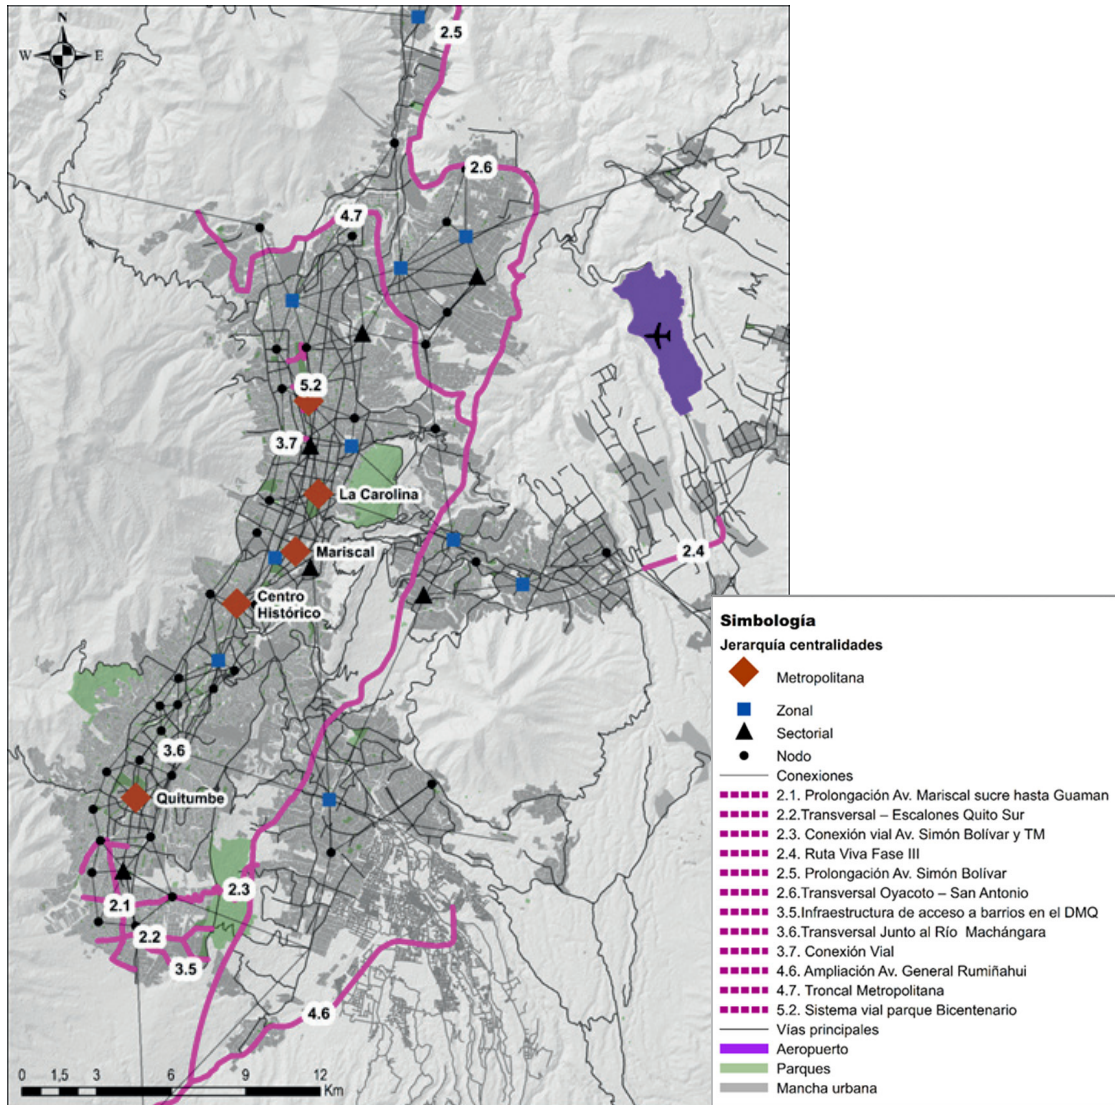 N
W E
S
2.5
2.6
4.7
5.2
3.7
La Carolina
Mariscal
2.4
Centro
Histórico
3.6
Quitumbe
2.3
2.1
2.2
3.5
4.6
0 1,5 3 6 9 12
Km
Simbología
Jerarquía centralidades
Metropolitana
Zonal
Sectorial
Nodo
Conexiones
2.1. Prolongación Av. Mariscal sucre hasta Guaman
2.2.Transversal – Escalones Quito Sur
2.3. Conexión vial Av. Simón Bolívar y TM
2.4. Ruta Viva Fase III
2.5. Prolongación Av. Simón Bolívar
2.6.Transversal Oyacoto – San Antonio
3.5.Infraestructura de acceso a barrios en el DMQ
3.6.Transversal Junto al Río Machángara
3.7. Conexión Vial
4.6. Ampliación Av. General Rumiñahui
4.7. Troncal Metropolitana
5.2. Sistema vial parque Bicentenario
Vías principales
Aeropuerto
Parques
Mancha urbana